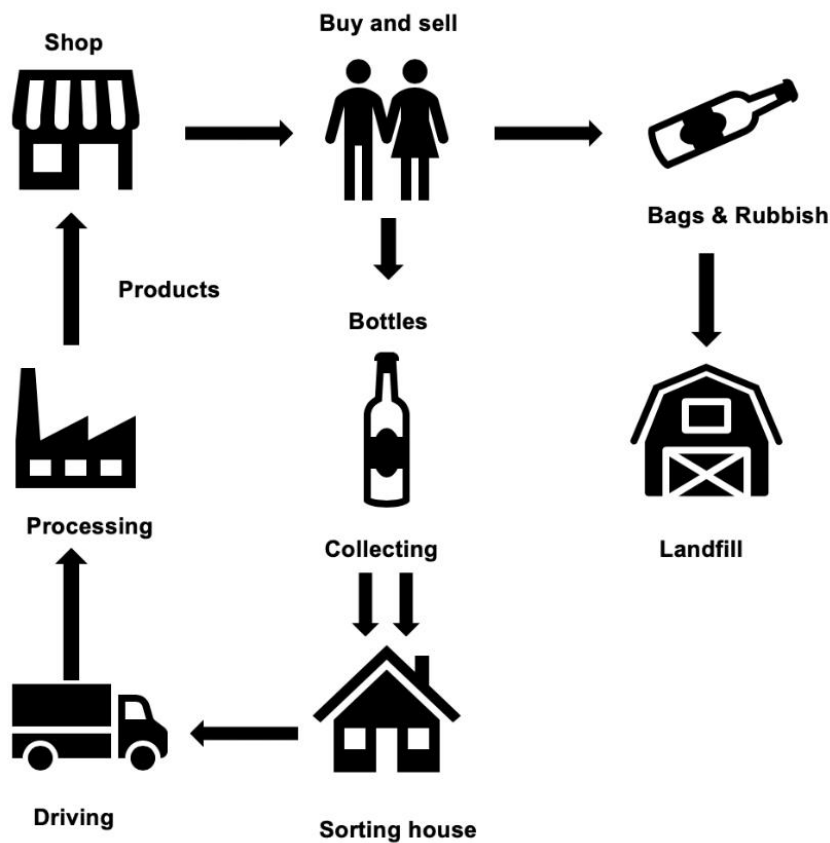 Shop
Buy and sell
Bags & Rubbish
Products
Bottles
Processing
Collecting
Landfill
Driving
Sorting house